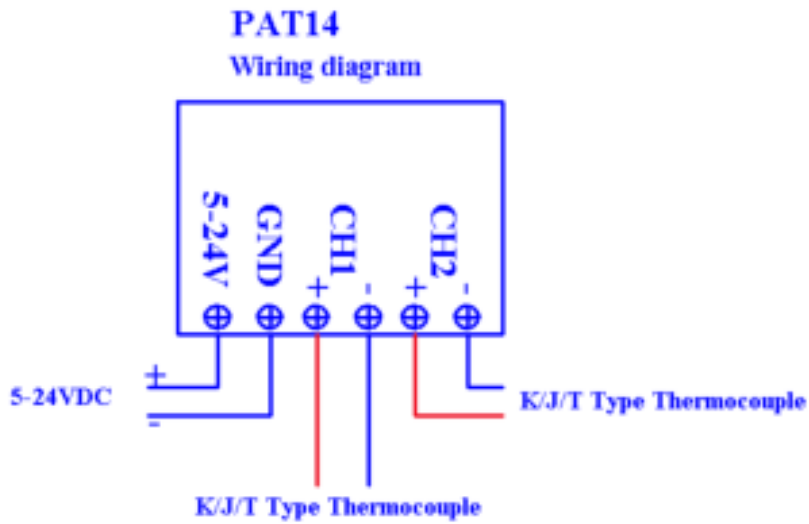 PAT14
Wiring diagram
5-24V
GND
CH1
CH2
+
-
+
-
+
5-24VDC
-
K/J/T Type Thermocouple
K/J/T Type Thermocouple